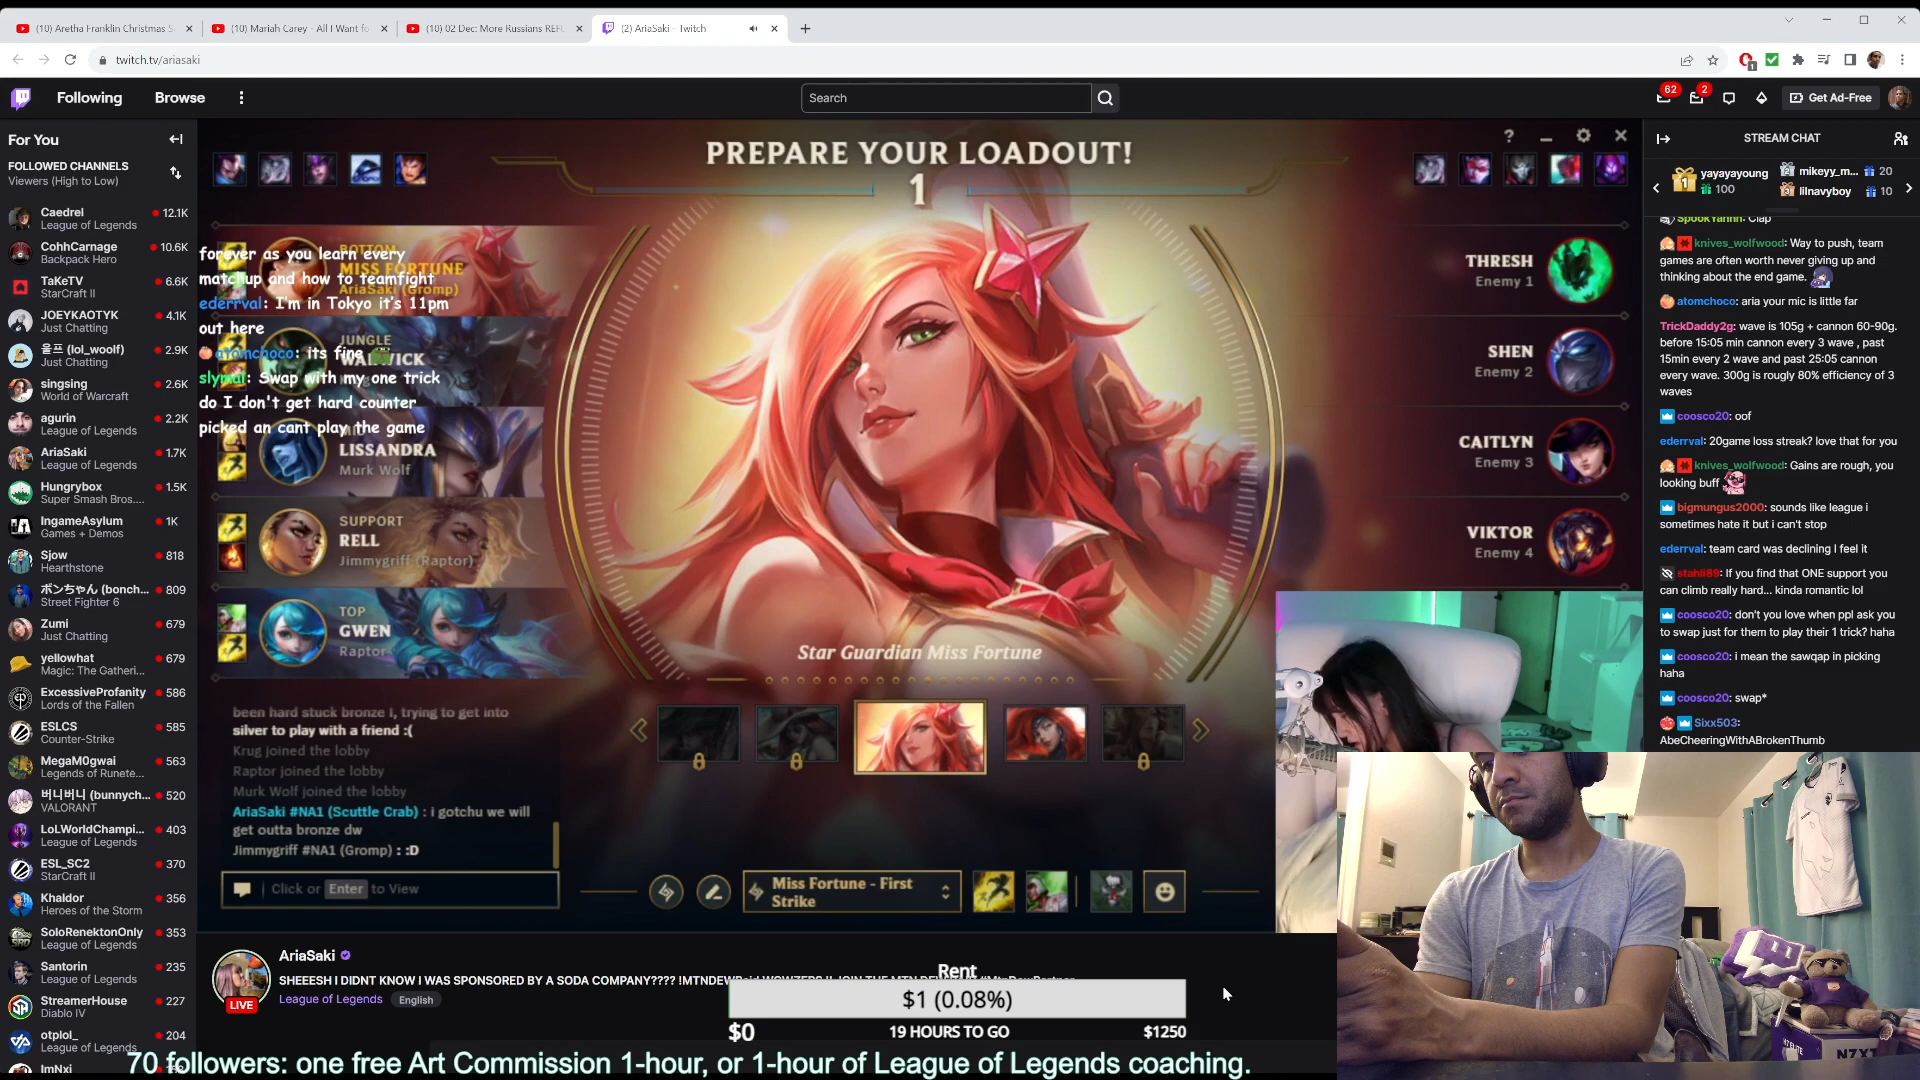 (10) Aretha Franklin Christmas S
(10) Mariah Carey - All I Want fo
(10) 02 Dec: More Russians REFU
(2) AriaSaki - Twitch
twitch.tv/ariasaki
1
Following
Browse
Search
62
2
Get Ad-Free
For You
FOLLOWED CHANNELS
Viewers (High to Low)
Caedrel
12.1K
League of Legends
CohhCarnage
10.6K
Backpack Hero
TaKeTV
6.6K
StarCraft II
JOEYKAOTYK
4.1K
Just Chatting
울프 (lol_woolf)
2.9K
Just Chatting
singsing
2.6K
World of Warcraft
agurin
2.2K
League of Legends
AriaSaki
1.7K
League of Legends
Hungrybox
1.5K
Super Smash Bros....
IngameAsylum
1K
Games + Demos
Sjow
818
Hearthstone
ボンちゃん (bonch...
809
Street Fighter 6
Zumi
679
Just Chatting
yellowhat
679
Magic: The Gatheri...
ExcessiveProfanity
586
Lords of the Fallen
ESLCS
585
Counter-Strike
MegaM0gwai
563
Legends of Runete...
버니버니 (bunnych...
520
VALORANT
LoLWorldChampi...
403
League of Legends
ESL_SC2
370
StarCraft II
Khaldor
356
Heroes of the Storm
SoloRenektonOnly
353
League of Legends
Santorin
235
League of Legends
StreamerHouse
227
Diablo IV
otplol_
204
League of Legends
ImNxi
PREPARE YOUR LOADOUT!
1
forever as you learn every
matchup and how to teamfight
ederrval: I'm in Tokyo it's 11pm
out here
atomchoco: its fine
slymal: Swap with my one trick
do I don't get hard counter
picked an cant play the game
BOTTOM
MISS FORTUNE
AriaSaki (Gromp)
JUNGLE
WARWICK
LISSANDRA
Murk Wolf
SUPPORT
RELL
Jimmygriff (Raptor)
TOP
GWEN
Raptor
THRESH
Enemy 1
SHEN
Enemy 2
CAITLYN
Enemy 3
VIKTOR
Enemy 4
Star Guardian Miss Fortune
been hard stuck bronze i, trying to get into
silver to play with a friend :(
Krug joined the lobby
Raptor joined the lobby
Murk Wolf joined the lobby
AriaSaki #NA1 (Scuttle Crab) : i gotchu we will
get outta bronze dw
Jimmygriff #NA1 (Gromp) : :D
Click or Enter to View
Miss Fortune - First
Strike
STREAM CHAT
1 yayayayoung
100
2 mikeyy_m... 20
3 lilnavyboy 10
SpookYahhh: Clap
knives_wolfwood: Way to push, team
games are often worth never giving up and
thinking about the end game.
atomchoco: aria your mic is little far
TrickDaddy2g: wave is 105g + cannon 60-90g.
before 15:05 min cannon every 3 wave , past
15min every 2 wave and past 25:05 cannon
every wave. 300g is rougly 80% efficiency of 3
waves
coosco20: oof
ederrval: 20game loss streak? love that for you
knives_wolfwood: Gains are rough, you
looking buff
bigmungus2000: sounds like league i
sometimes hate it but i can't stop
ederrval: team card was declining I feel it
stahli89: If you find that ONE support you
can climb really hard... kinda romantic lol
coosco20: don't you love when ppl ask you
to swap just for them to play their 1 trick? haha
coosco20: i mean the sawqap in picking
haha
coosco20: swap*
Sixx503:
AbeCheeringWithABrokenThumb
AriaSaki
SHEEESH I DIDNT KNOW I WAS SPONSORED BY A SODA COMPANY???? !MTNDEW
League of Legends
English
LIVE
Rent
$1 (0.08%)
$0
19 HOURS TO GO
$1250
70 followers: one free Art Commission 1-hour, or 1-hour of League of Legends coaching.
NZXT